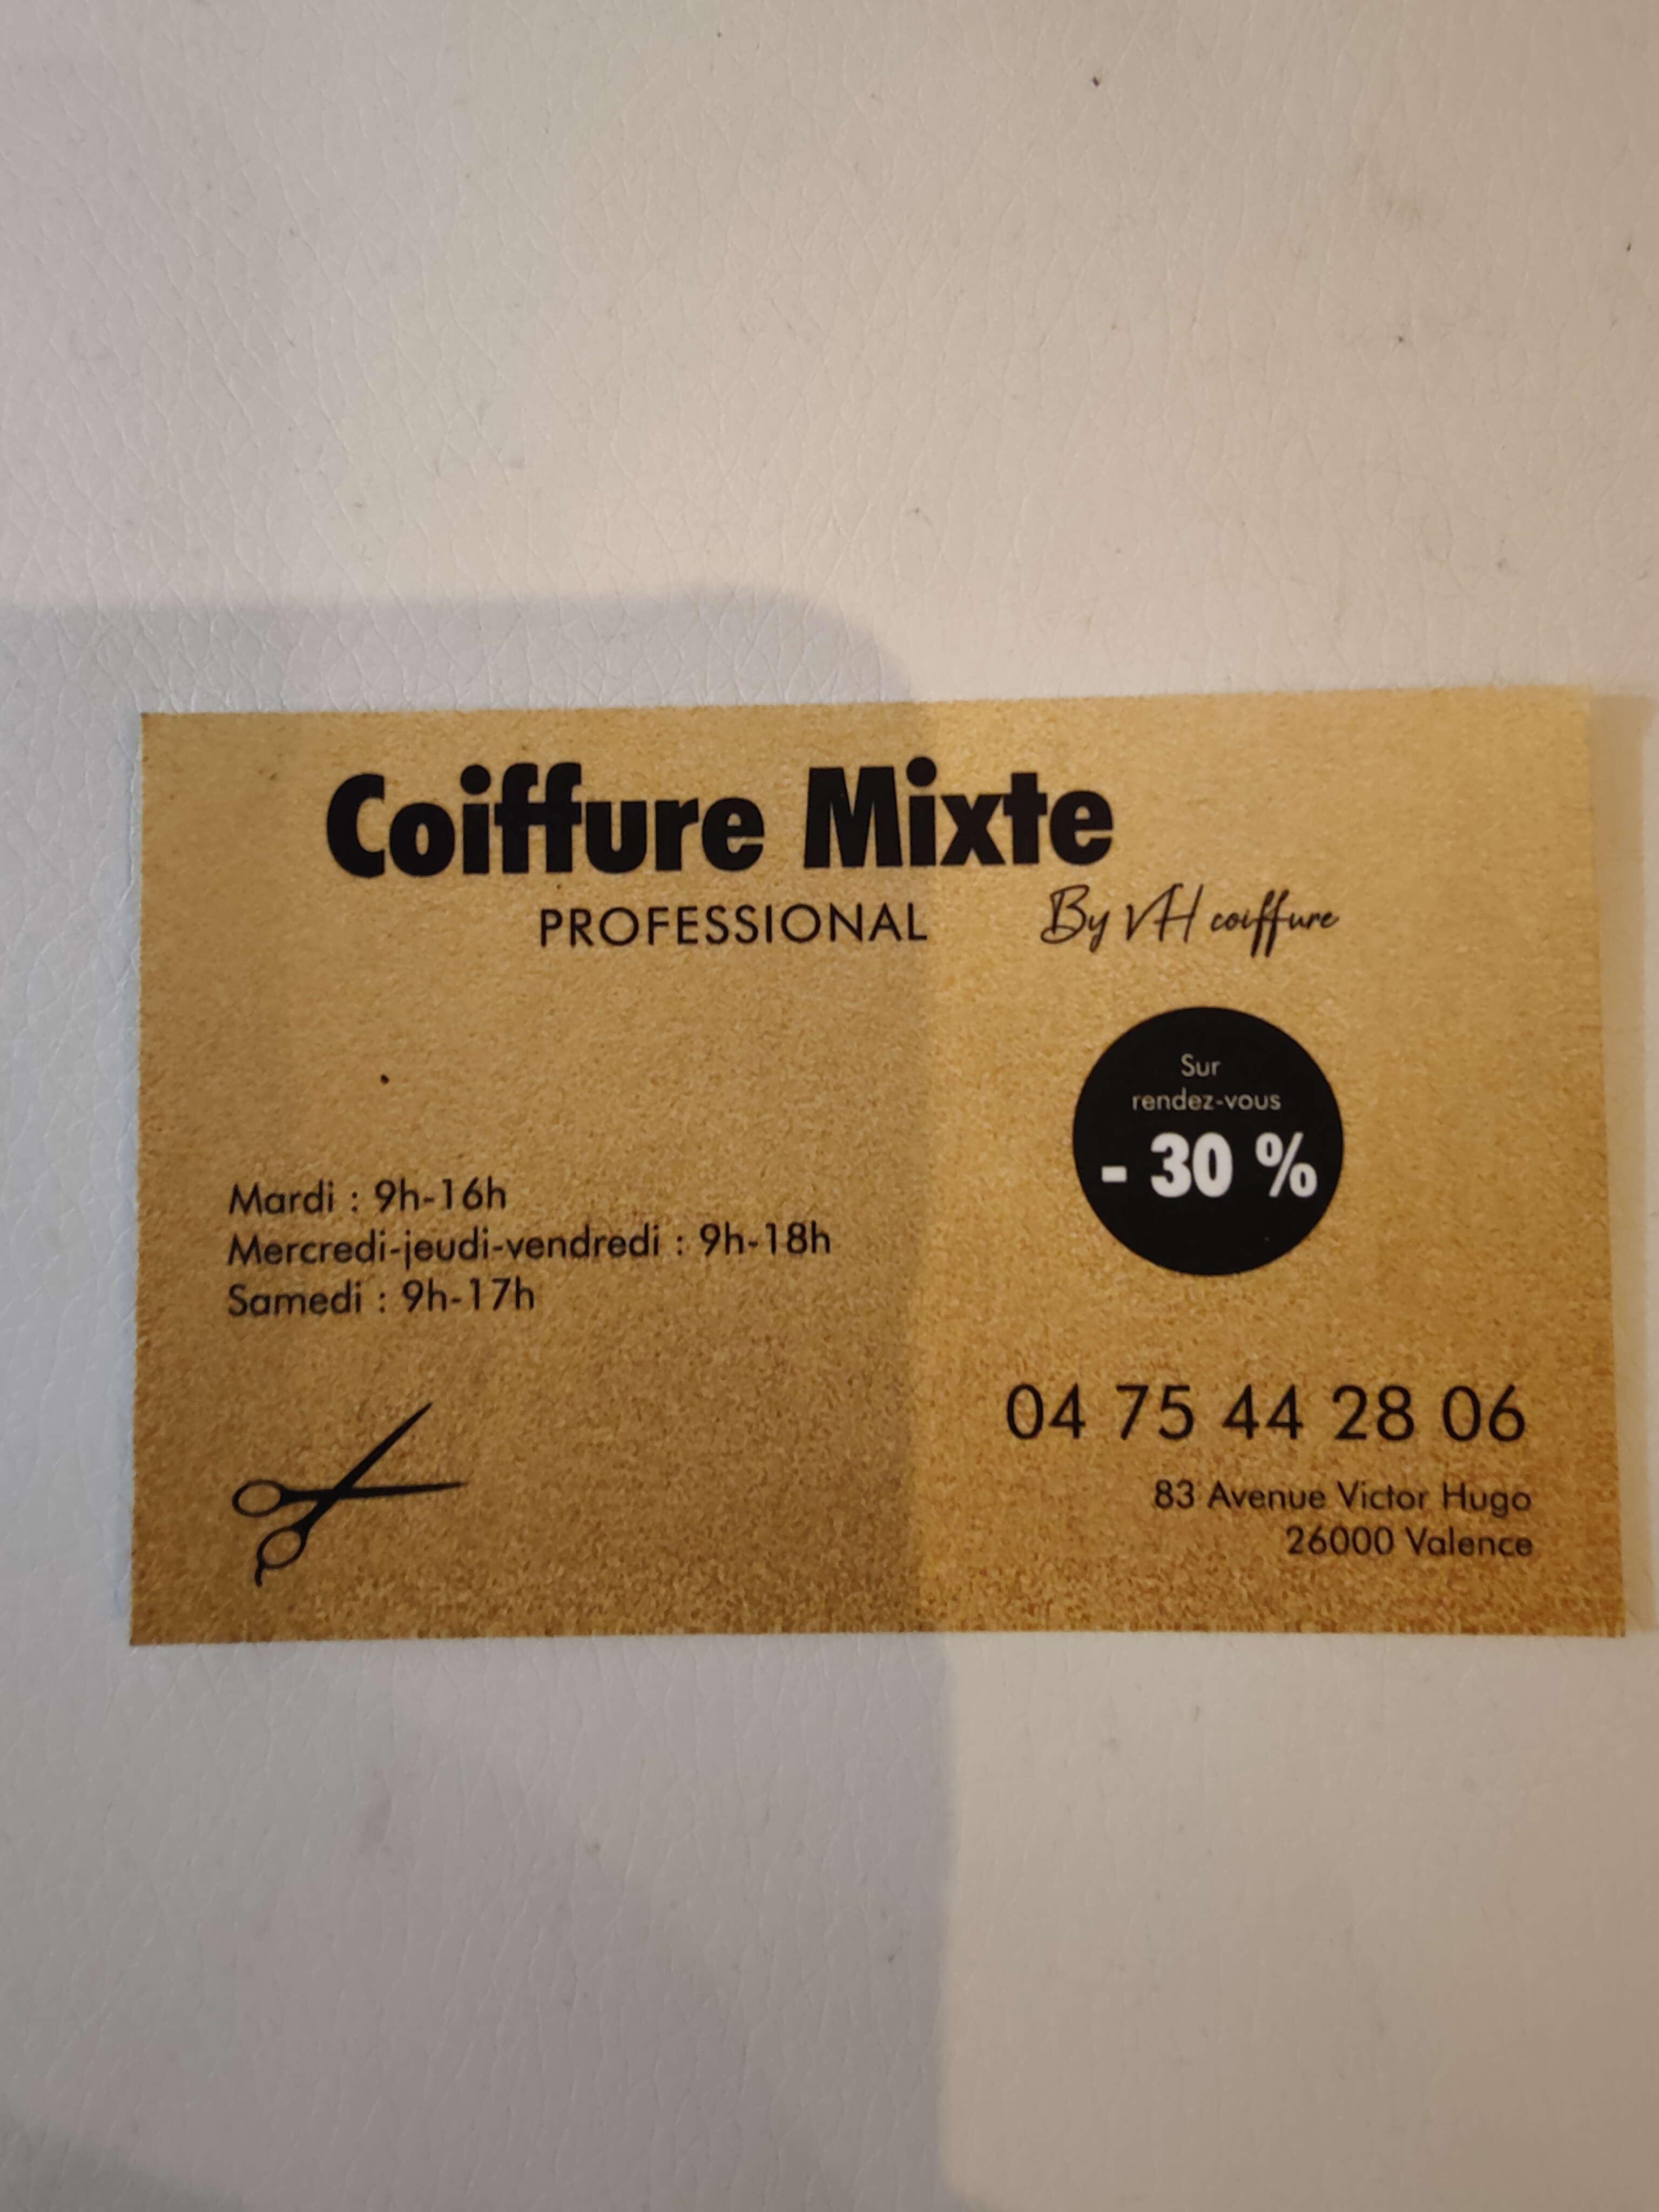 Coiffure Mixte
PROFESSIONAL
By VH coiffure
Sur
rendez-vous
- 30 %
Mardi : 9h-16h
Mercredi-jeudi-vendredi : 9h-18h
Samedi : 9h-17h
04 75 44 28 06
83 Avenue Victor Hugo
26000 Valence